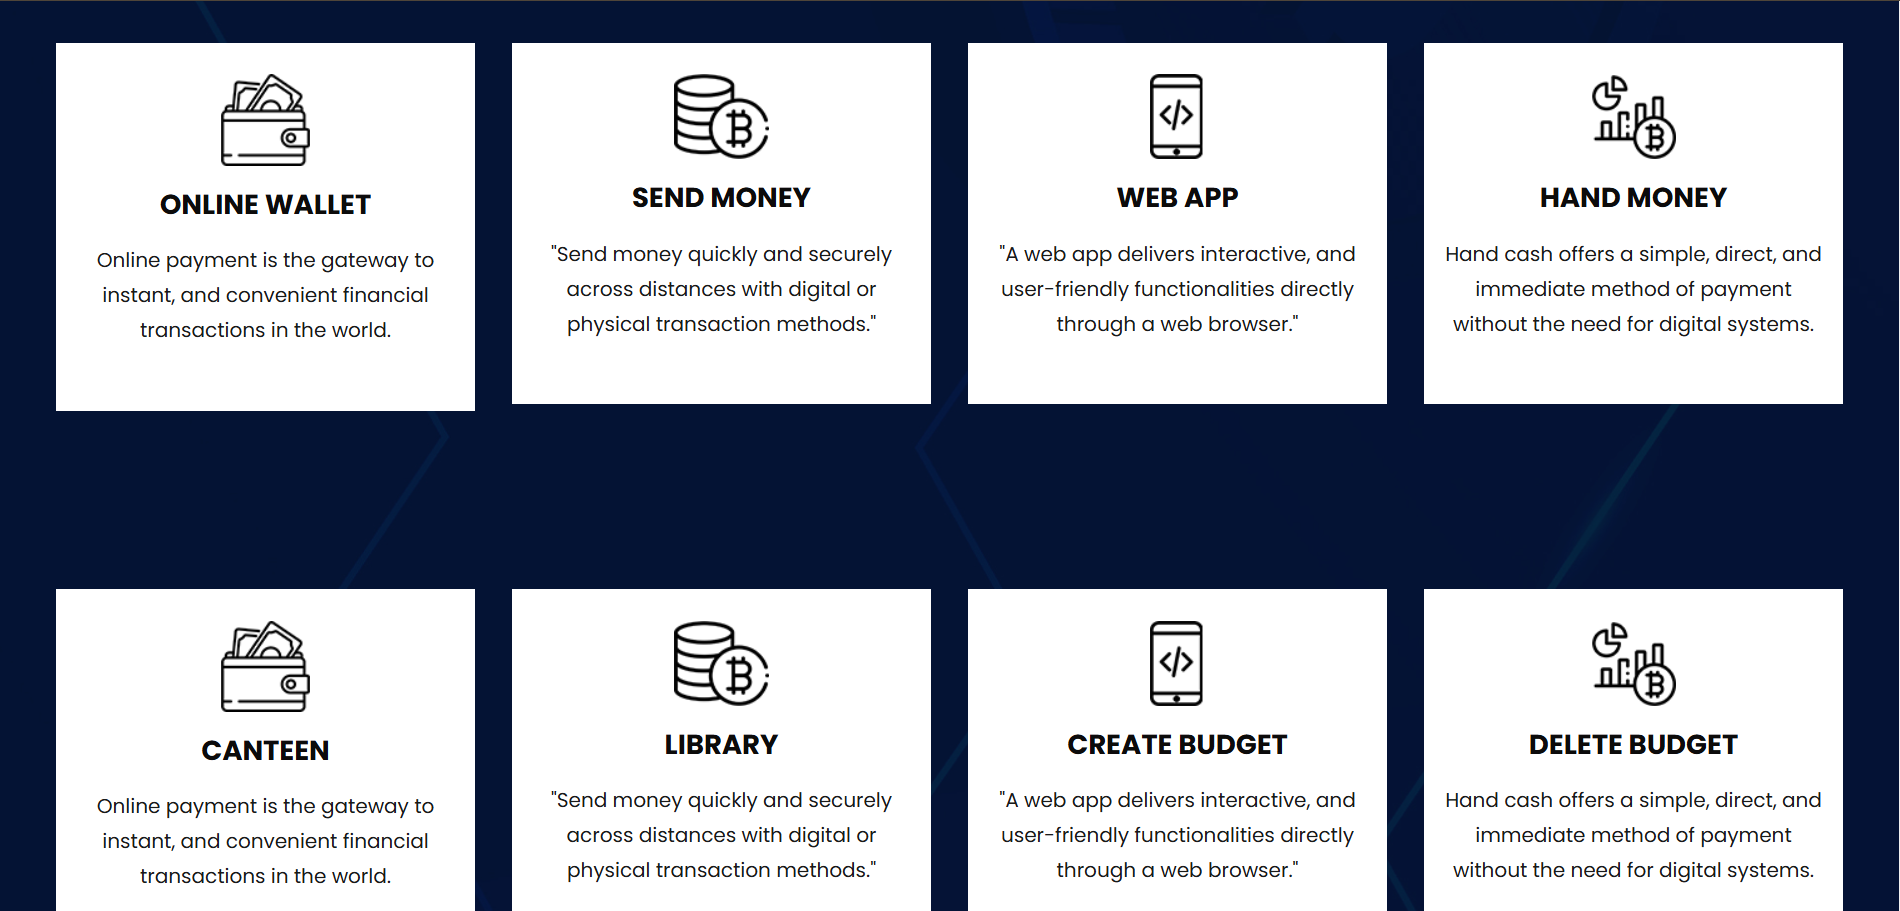 ONLINE WALLET
Online payment is the gateway to
instant, and convenient financial
transactions in the world.
SEND MONEY
"Send money quickly and securely
across distances with digital or
physical transaction methods."
WEB APP
"A web app delivers interactive, and
user-friendly functionalities directly
through a web browser."
HAND MONEY
Hand cash offers a simple, direct, and
immediate method of payment
without the need for digital systems.
CANTEEN
Online payment is the gateway to
instant, and convenient financial
transactions in the world.
LIBRARY
"Send money quickly and securely
across distances with digital or
physical transaction methods."
CREATE BUDGET
"A web app delivers interactive, and
user-friendly functionalities directly
through a web browser."
DELETE BUDGET
Hand cash offers a simple, direct, and
immediate method of payment
without the need for digital systems.